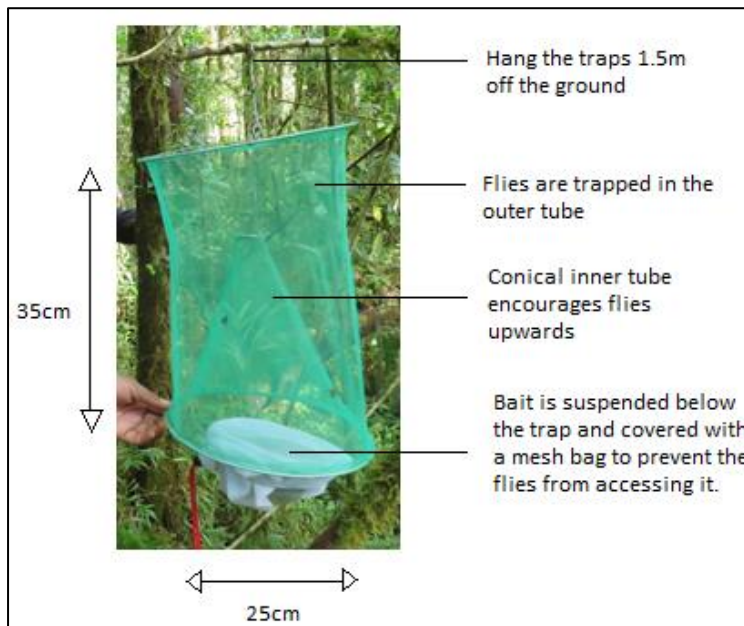 Hang the traps 1.5m
off the ground
Flies are trapped in the
outer tube
35cm
Conical inner tube
encourages flies
upwards
Bait is suspended below
the trap and covered with
a mesh bag to prevent the
flies from accessing it.
25cm